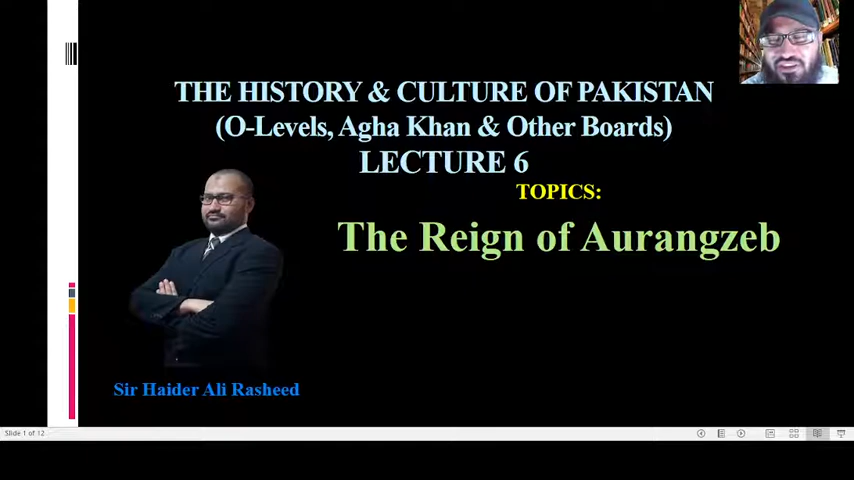 THE HISTORY & CULTURE OF PAKISTAN
(O-Levels, Agha Khan & Other Boards)
LECTURE 6
TOPICS:
The Reign of Aurangzeb
Sir Haider Ali Rasheed
Slide 1 of 12